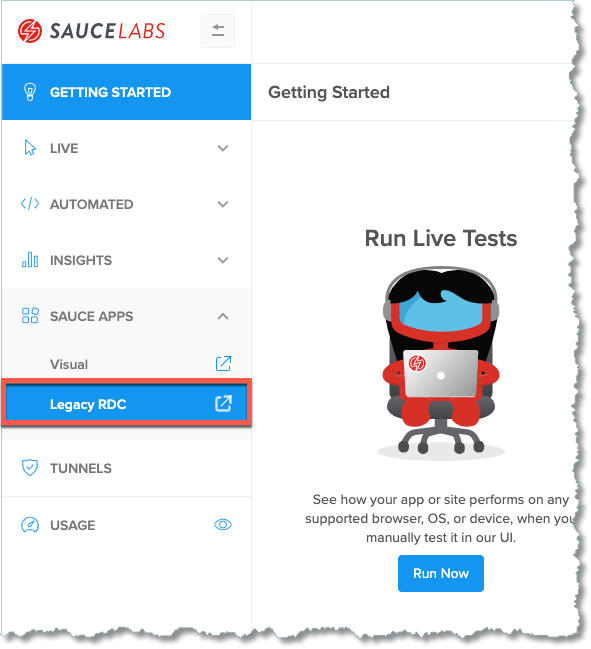 SAUCELABS
GETTING STARTED
Getting Started
LIVE
AUTOMATED
INSIGHTS
SAUCE APPS
Visual
Legacy RDC
TUNNELS
USAGE
Run Live Tests
See how your app or site performs on any
supported browser, OS, or device, when you
manually test it in our UI.
Run Now